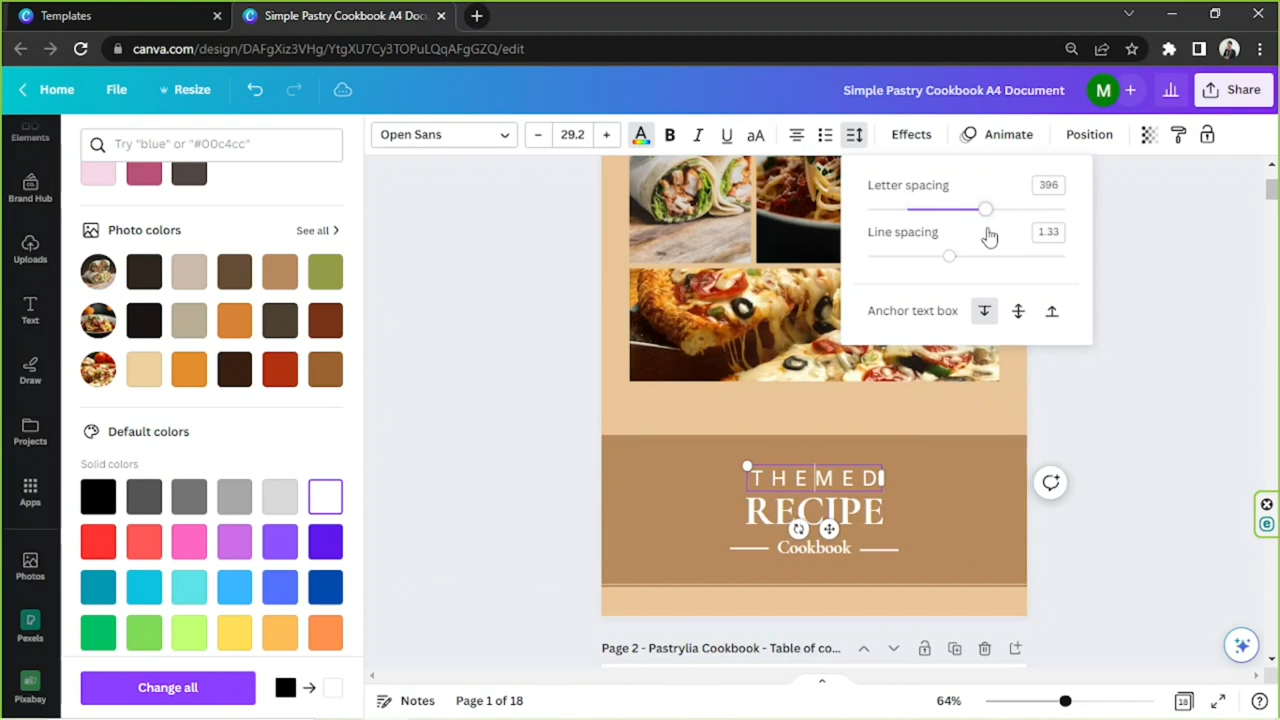 Templates
Simple Pastry Cookbook A4 Docu
canva.com/design/DAFgXiz3VHg/YtgXU7Cy3TOPuLQqAFgGZQ/edit
Home
File
Resize
Simple Pastry Cookbook A4 Document
M
Share
Elements
Brand Hub
Uploads
Text
Draw
Projects
Apps
Photos
Pexels
Pixabay
Try "blue" or "#00c4cc"
Photo colors
See all
Default colors
Solid colors
Change all
Open Sans
29.2
A
B
I
U
aA
Effects
Animate
Position
Letter spacing
396
Line spacing
1.33
Anchor text box
THEMED
RECIPE
Cookbook
Page 2 - Pastrylia Cookbook - Table of co...
Notes
Page 1 of 18
64%
18